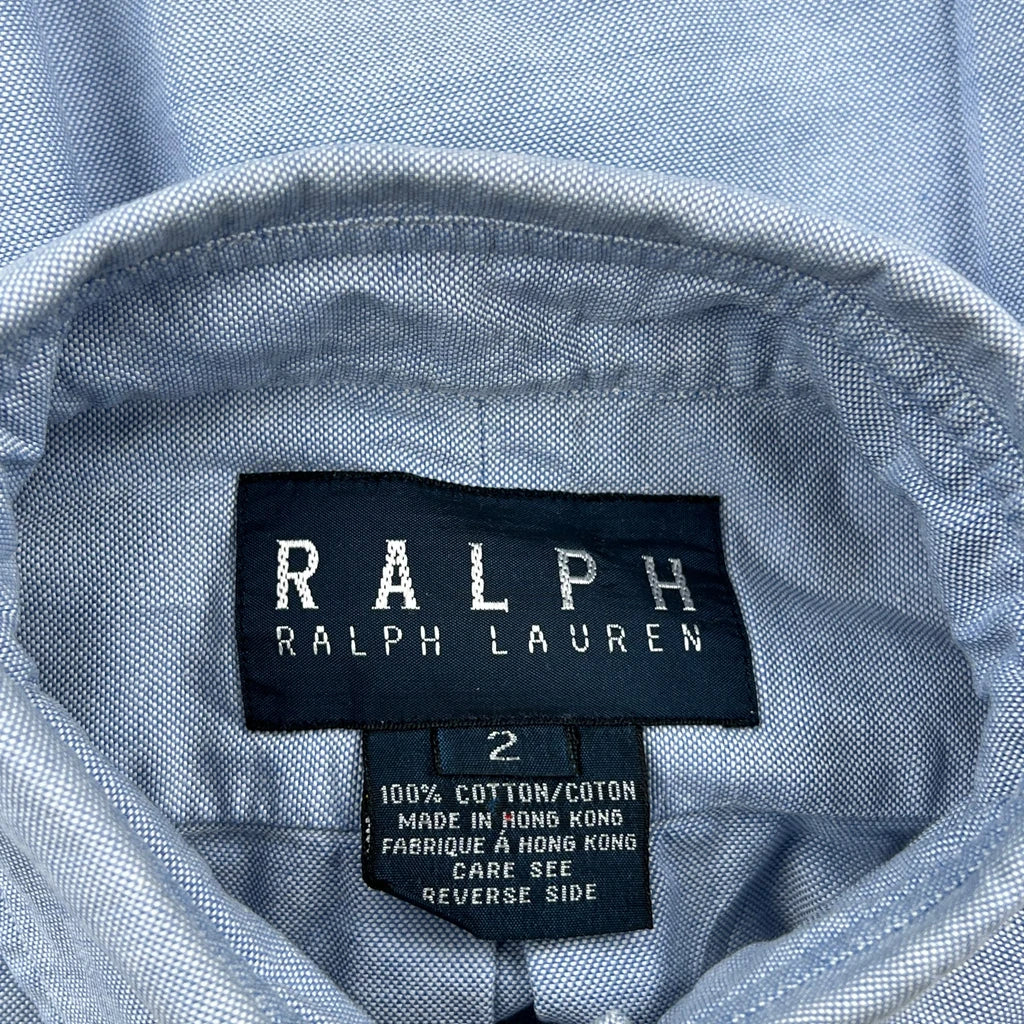 RALPH
RALPH LAUREN
2
100% COTTON/COTON
MADE IN HONG KONG
FABRIQUE Á HONG KONG
CARE SEE
REVERSE SIDE